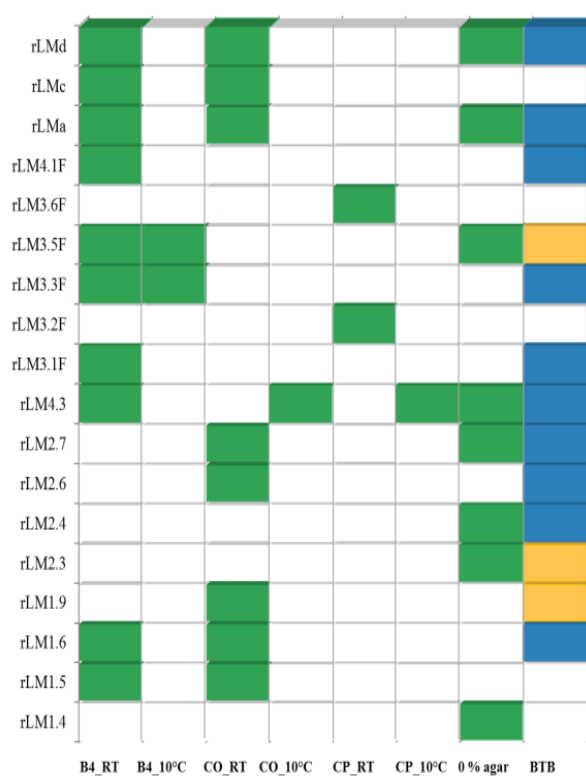 rLMd
rLMc
rLMa
rLM4.1F
rLM3.6F
rLM3.5F
rLM3.3F
rLM3.2F
rLM3.1F
rLM4.3
rLM2.7
rLM2.6
rLM2.4
rLM2.3
rLM1.9
rLM1.6
rLM1.5
rLM1.4
B4_RT B4_10°C CO_RT CO_10°C CP_RT CP_10°C 0 % agar BTB